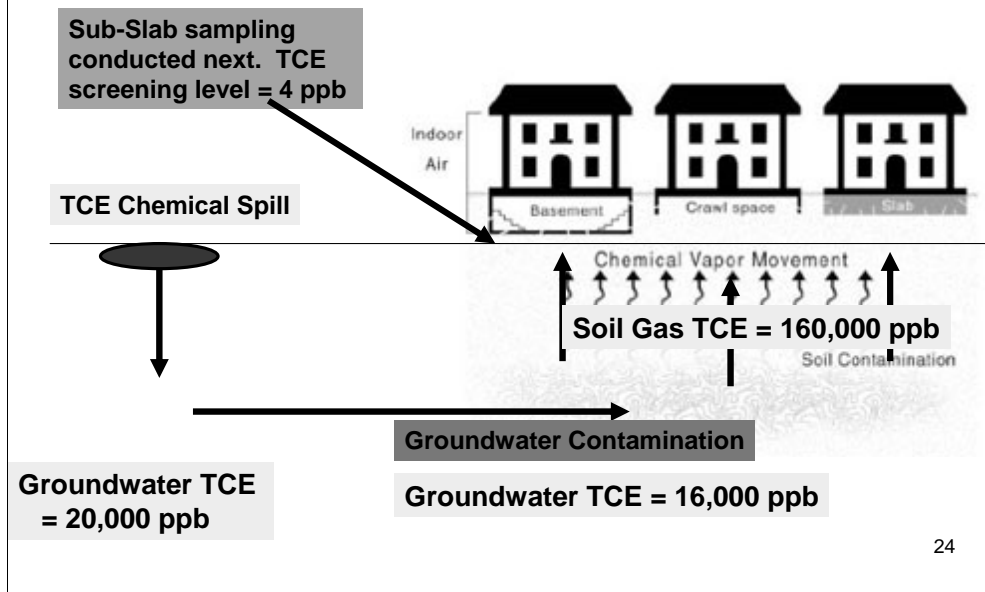 Sub-Slab sampling
conducted next. TCE
screening level = 4 ppb
Indoor
Air
TCE Chemical Spill
Basement
Crawl space
Slab
Chemical Vapor Movement
Soil Gas TCE = 160,000 ppb
Soil Contamination
Groundwater Contamination
Groundwater TCE
= 20,000 ppb
Groundwater TCE = 16,000 ppb
24